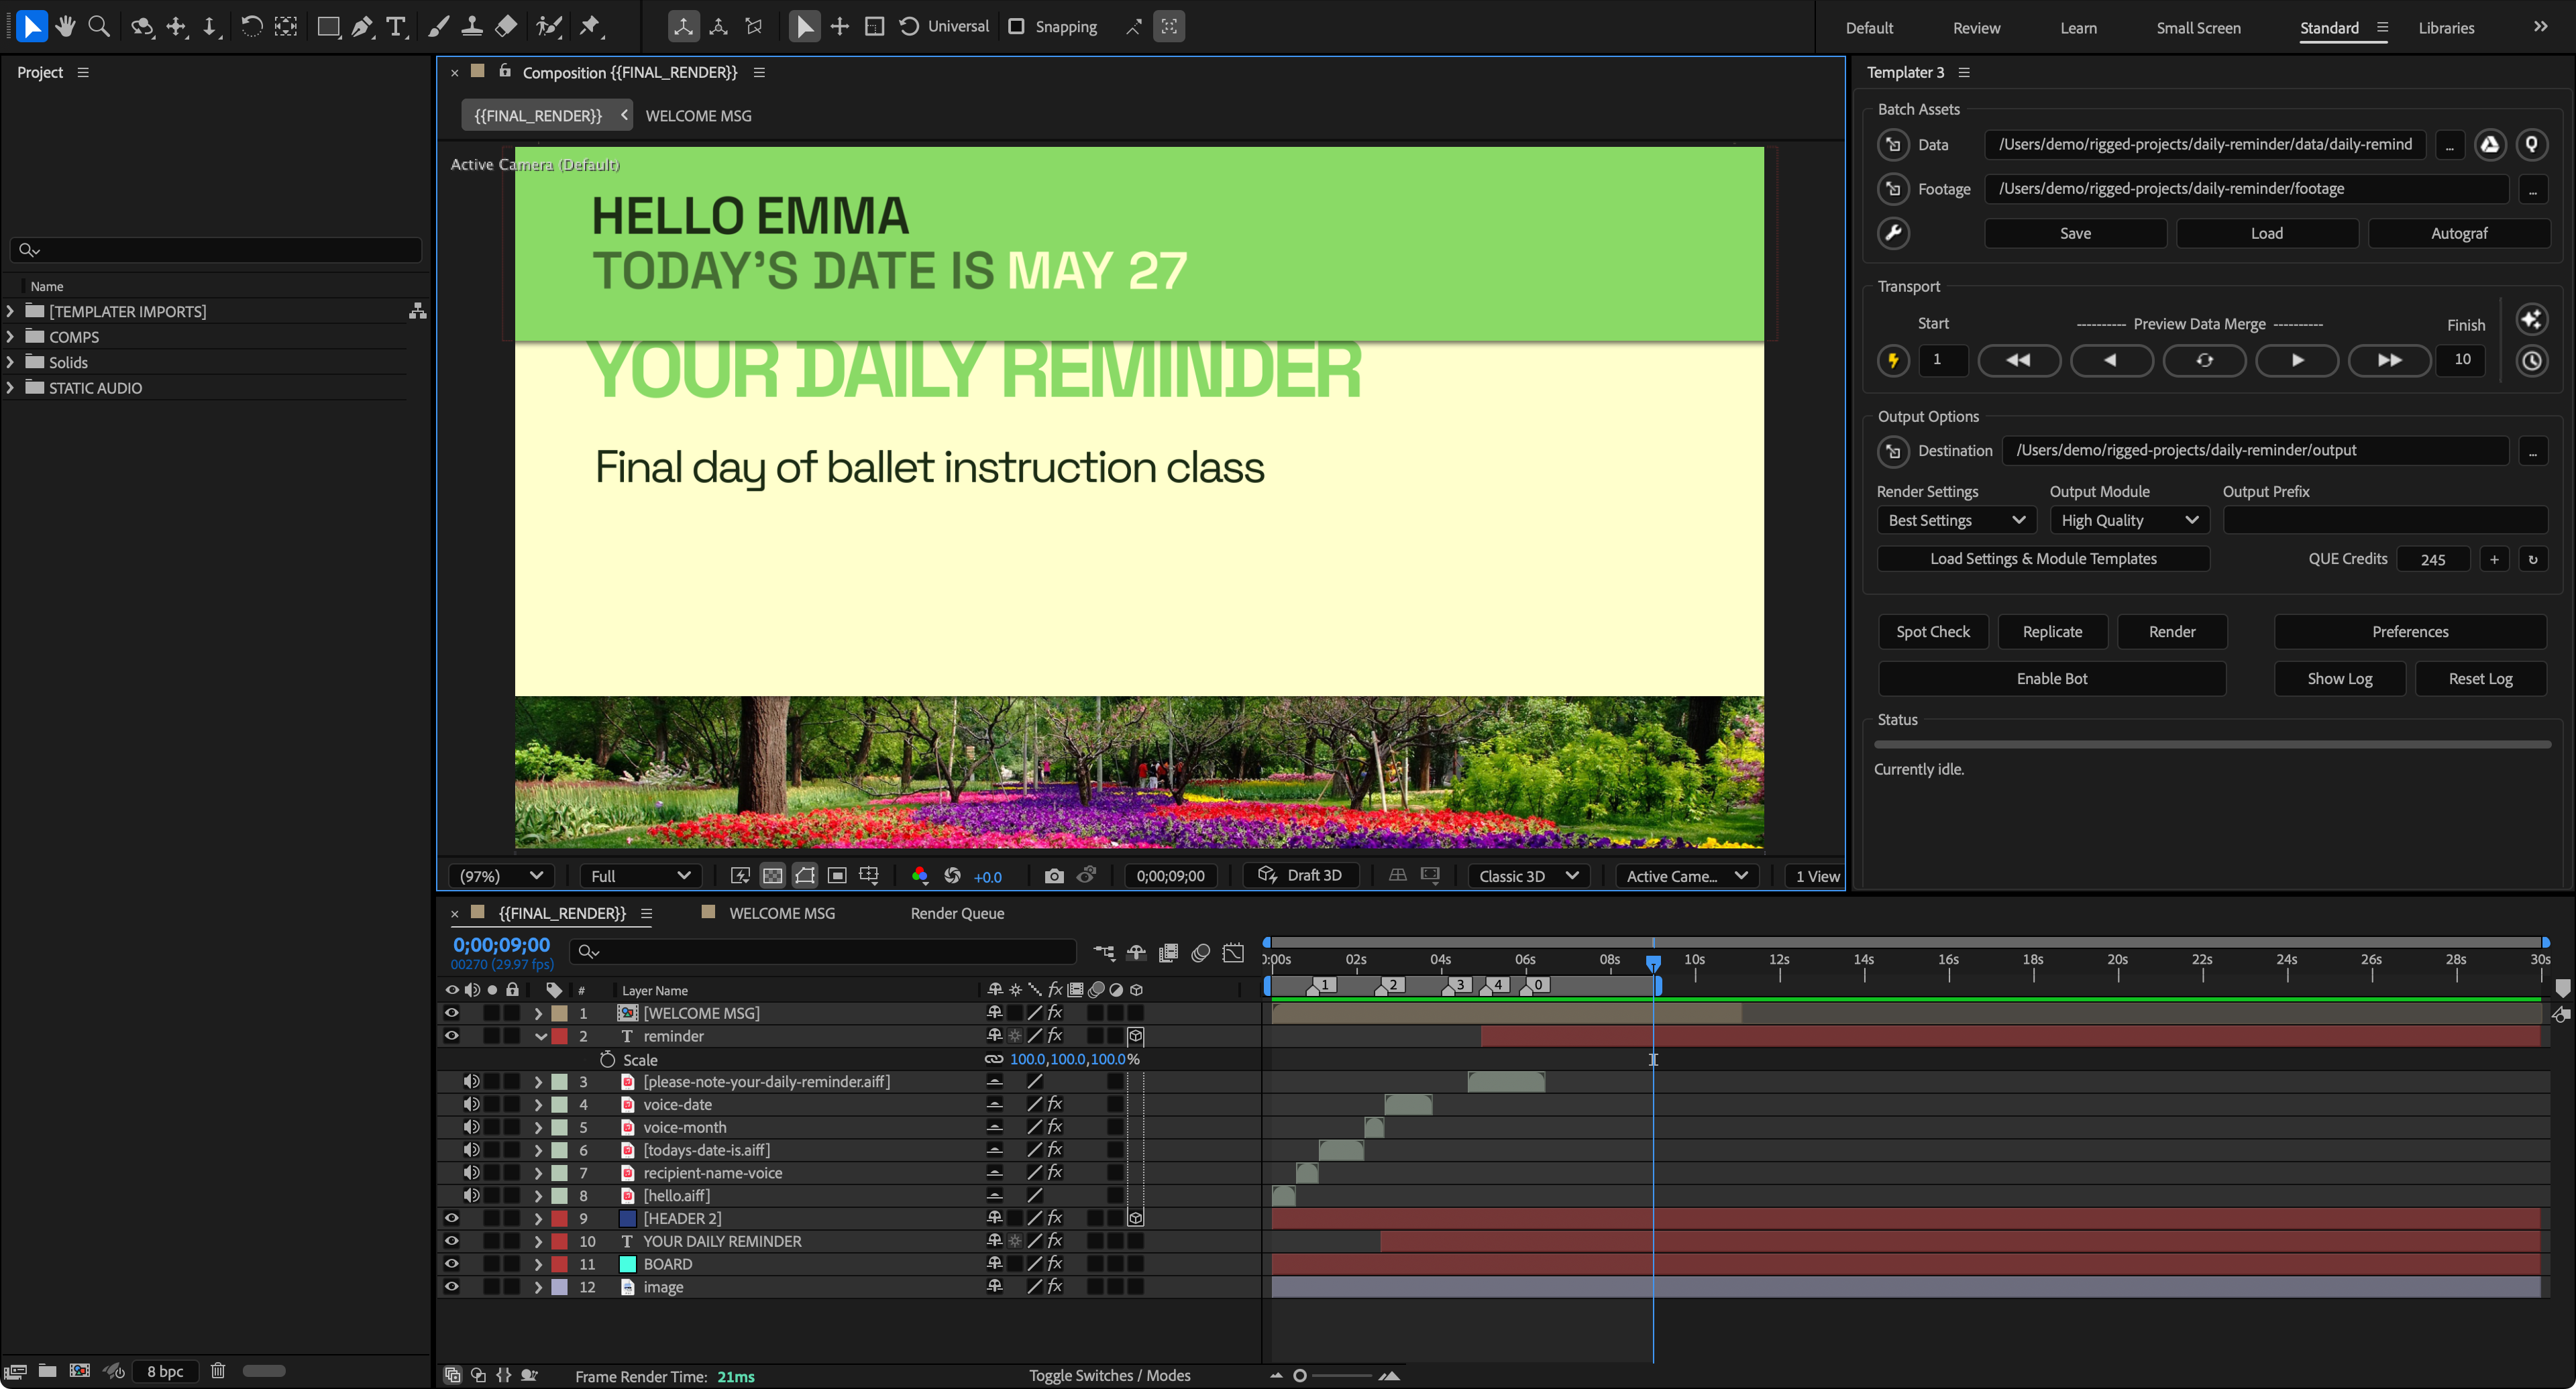 Universal
Snapping
Default
Review
Learn
Small Screen
Standard
Libraries
Project
Name
[TEMPLATER IMPORTS]
COMPS
Solids
STATIC AUDIO
8 bpc
Composition {{FINAL_RENDER}}
{{FINAL_RENDER}}
WELCOME MSG
Active Camera (Default)
HELLO EMMA
TODAY'S DATE IS MAY 27
YOUR DAILY REMINDER
Final day of ballet instruction class
(97%)
Full
+0.0
0;00;09;00
Draft 3D
Classic 3D
Active Came...
1 View
Templater 3
Batch Assets
Data /Users/demo/rigged-projects/daily-reminder/data/daily-remind ...
Footage /Users/demo/rigged-projects/daily-reminder/footage ...
Save
Load
Autograf
Transport
Start
---------- Preview Data Merge ----------
Finish
1
10
Output Options
Destination /Users/demo/rigged-projects/daily-reminder/output ...
Render Settings
Output Module
Output Prefix
Best Settings
High Quality
Load Settings & Module Templates
QUE Credits 245 +
Spot Check
Replicate
Render
Preferences
Enable Bot
Show Log
Reset Log
Status
Currently idle.
{{FINAL_RENDER}}
WELCOME MSG
Render Queue
0;00;09;00
00270 (29.97 fps)
0:00s 02s 04s 06s 08s 10s 12s 14s 16s 18s 20s 22s 24s 26s 28s 30s
1 2 3 4 0
# Layer Name fx
1 [WELCOME MSG] fx
2 T reminder fx
Scale 100.0,100.0,100.0%
3 [please-note-your-daily-reminder.aiff]
4 voice-date fx
5 voice-month fx
6 [todays-date-is.aiff] fx
7 recipient-name-voice fx
8 [hello.aiff]
9 [HEADER 2] fx
10 T YOUR DAILY REMINDER fx
11 BOARD fx
12 image fx
Frame Render Time: 21ms
Toggle Switches / Modes